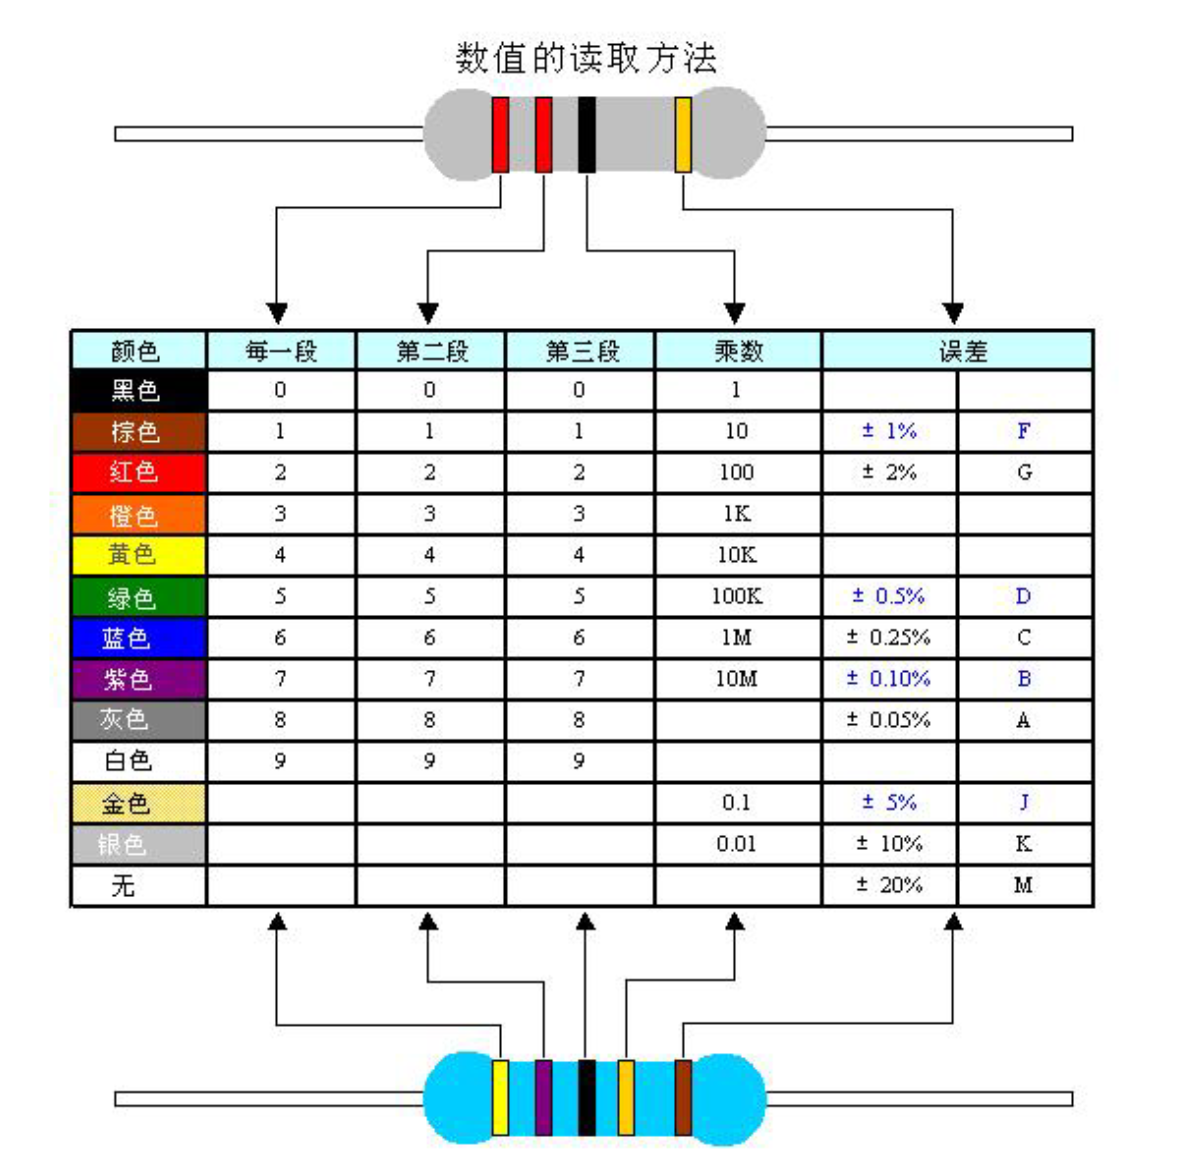 数值的读取方法
颜色 每一段 第二段 第三段 乘数 误差
黑色 0 0 0 1
棕色 1 1 1 10 ± 1% F
红色 2 2 2 100 ± 2% G
橙色 3 3 3 1K
黄色 4 4 4 10K
绿色 5 5 5 100K ± 0.5% D
蓝色 6 6 6 1M ± 0.25% C
紫色 7 7 7 10M ± 0.10% B
灰色 8 8 8 ± 0.05% A
白色 9 9 9
金色 0.1 ± 5% J
银色 0.01 ± 10% K
无 ± 20% M